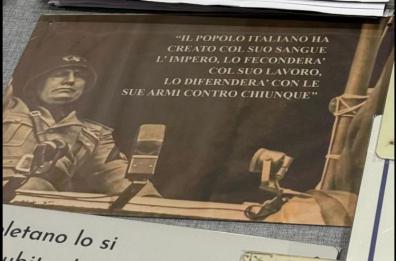 "IL POPOLO ITALIANO HA
CREATO COL SUO SANGUE
L'IMPERO, LO FECONDERA'
COL SUO LAVORO,
LO DIFERNDERA' CON LE
SUE ARMI CONTRO CHIUNQUE"
letano lo si